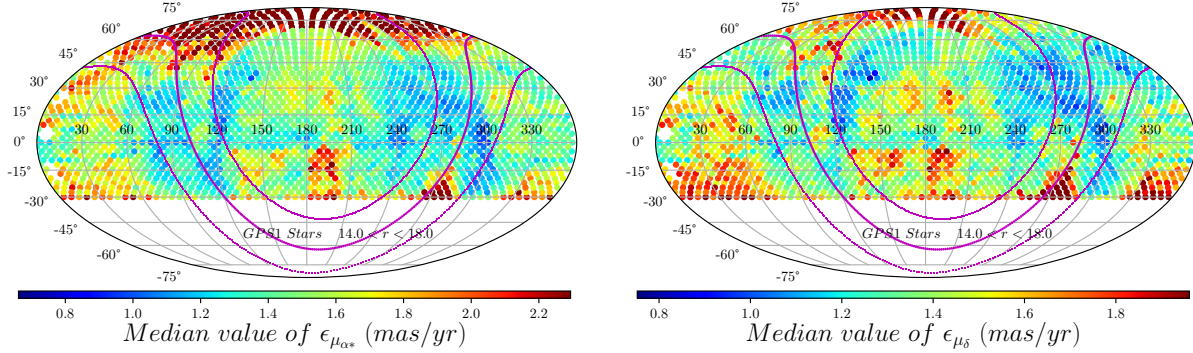 75°
60°
45°
30°
15°
0°
-15°
-30°
-45°
-60°
-75°
30 60 90 120 150 180 210 240 270 300 330
GPS1 Stars 14.0 < r < 18.0
0.8 1.0 1.2 1.4 1.6 1.8 2.0 2.2
Median value of ϵ_{μ_{α*}} (mas/yr)
75°
60°
45°
30°
15°
0°
-15°
-30°
-45°
-60°
-75°
30 60 90 120 150 180 210 240 270 300 330
GPS1 Stars 14.0 < r < 18.0
0.8 1.0 1.2 1.4 1.6 1.8
Median value of ϵ_{μ_δ} (mas/yr)